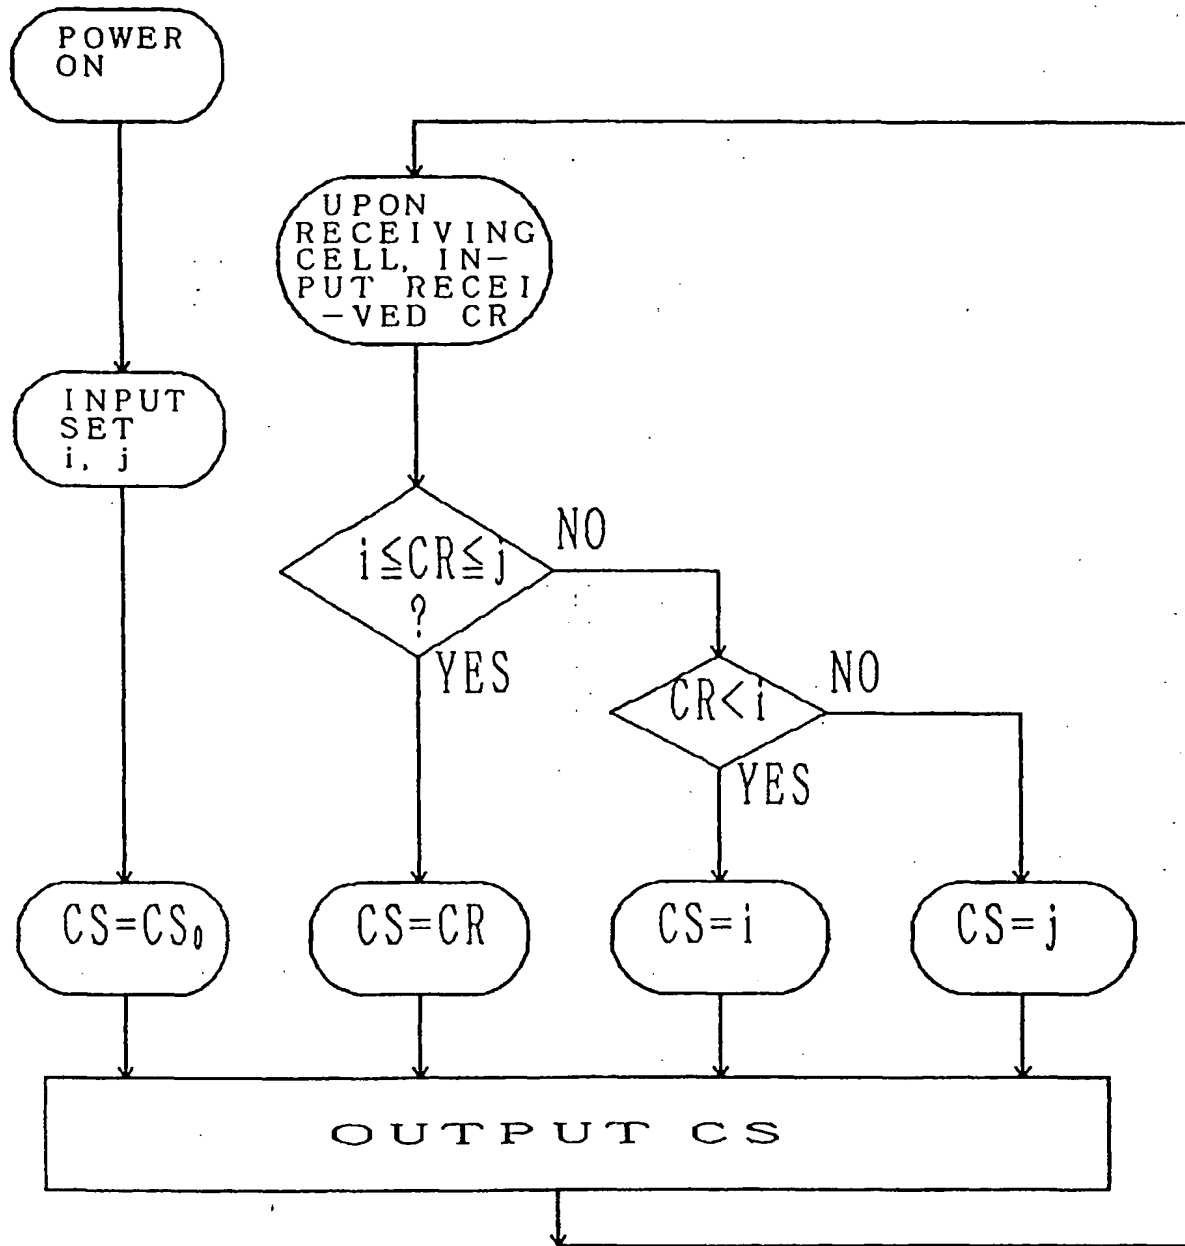 POWER
ON
UPON
RECEIVING
CELL, IN-
PUT RECEI
-VED CR
INPUT
SET
i, j
i≦CR≦j
?
NO
YES
CR<i
NO
YES
CS=CS₀
CS=CR
CS=i
CS=j
OUTPUT CS